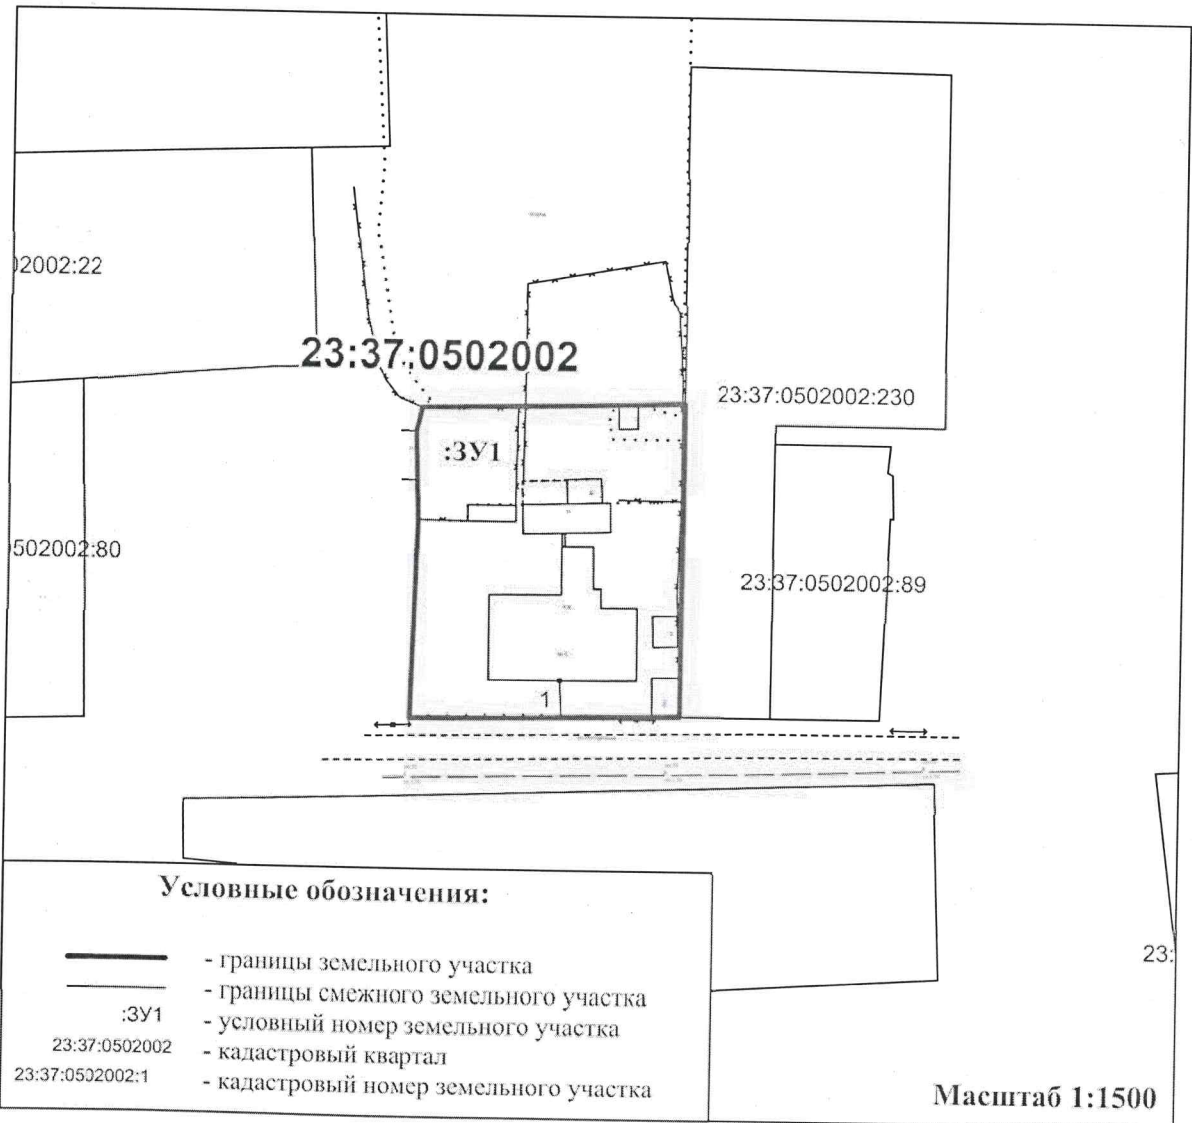 02002:22
23:37:0502002
23:37:0502002:230
:ЗУ1
502002:80
23:37:0502002:89
1
23:
Условные обозначения:
- границы земельного участка
- границы смежного земельного участка
:ЗУ1 - условный номер земельного участка
23:37:0502002 - кадастровый квартал
23:37:0502002:1 - кадастровый номер земельного участка
Масштаб 1:1500